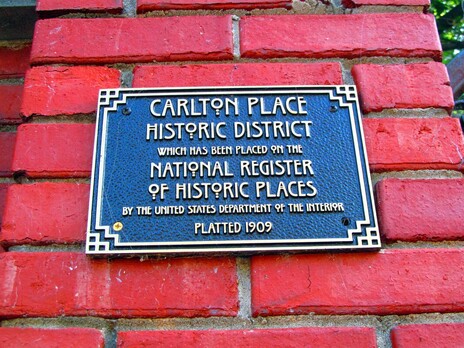 CARLTON PLACE
HISTORIC DISTRICT
WHICH HAS BEEN PLACED ON THE
NATIONAL REGISTER
OF HISTORIC PLACES
BY THE UNITED STATES DEPARTMENT OF THE INTERIOR
PLATTED 1909